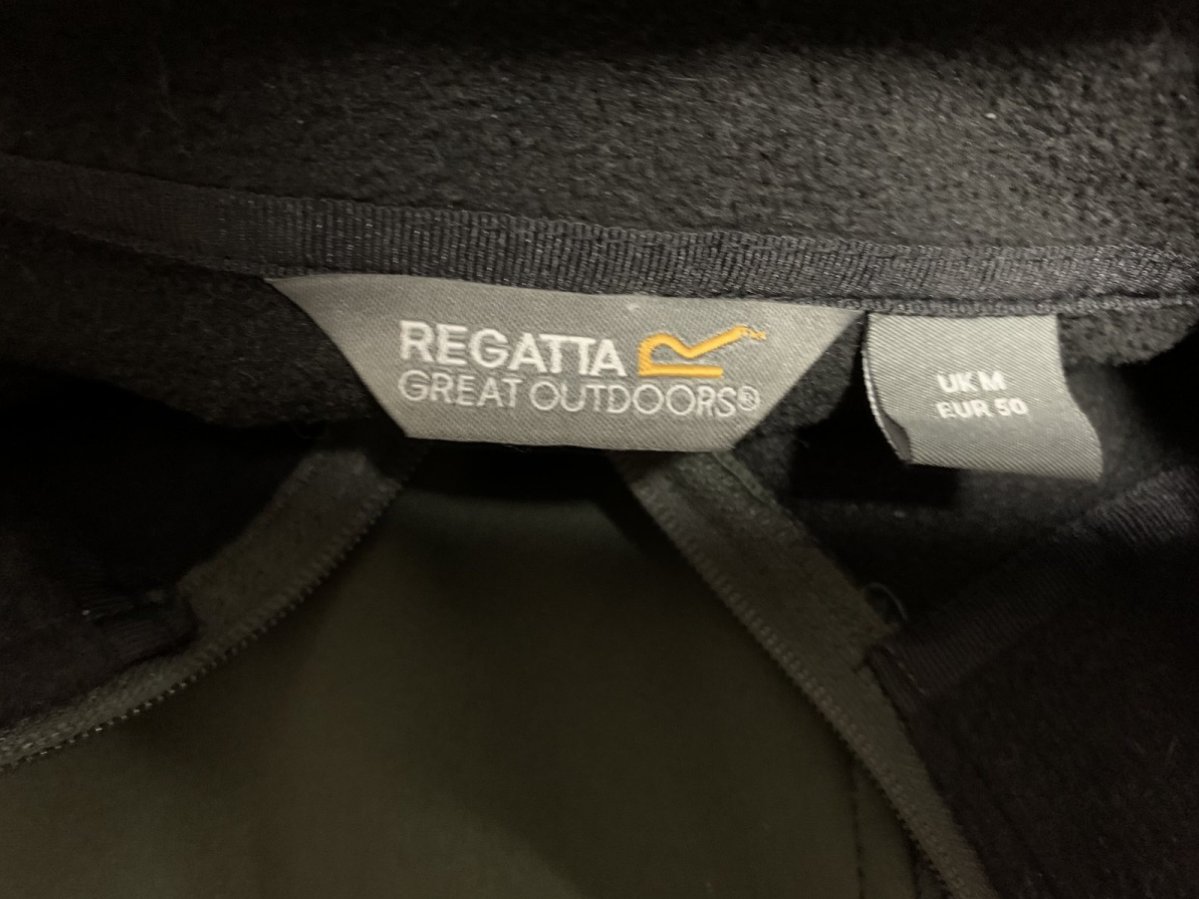 REGATTA
GREAT OUTDOORS®
UK M
EUR 50